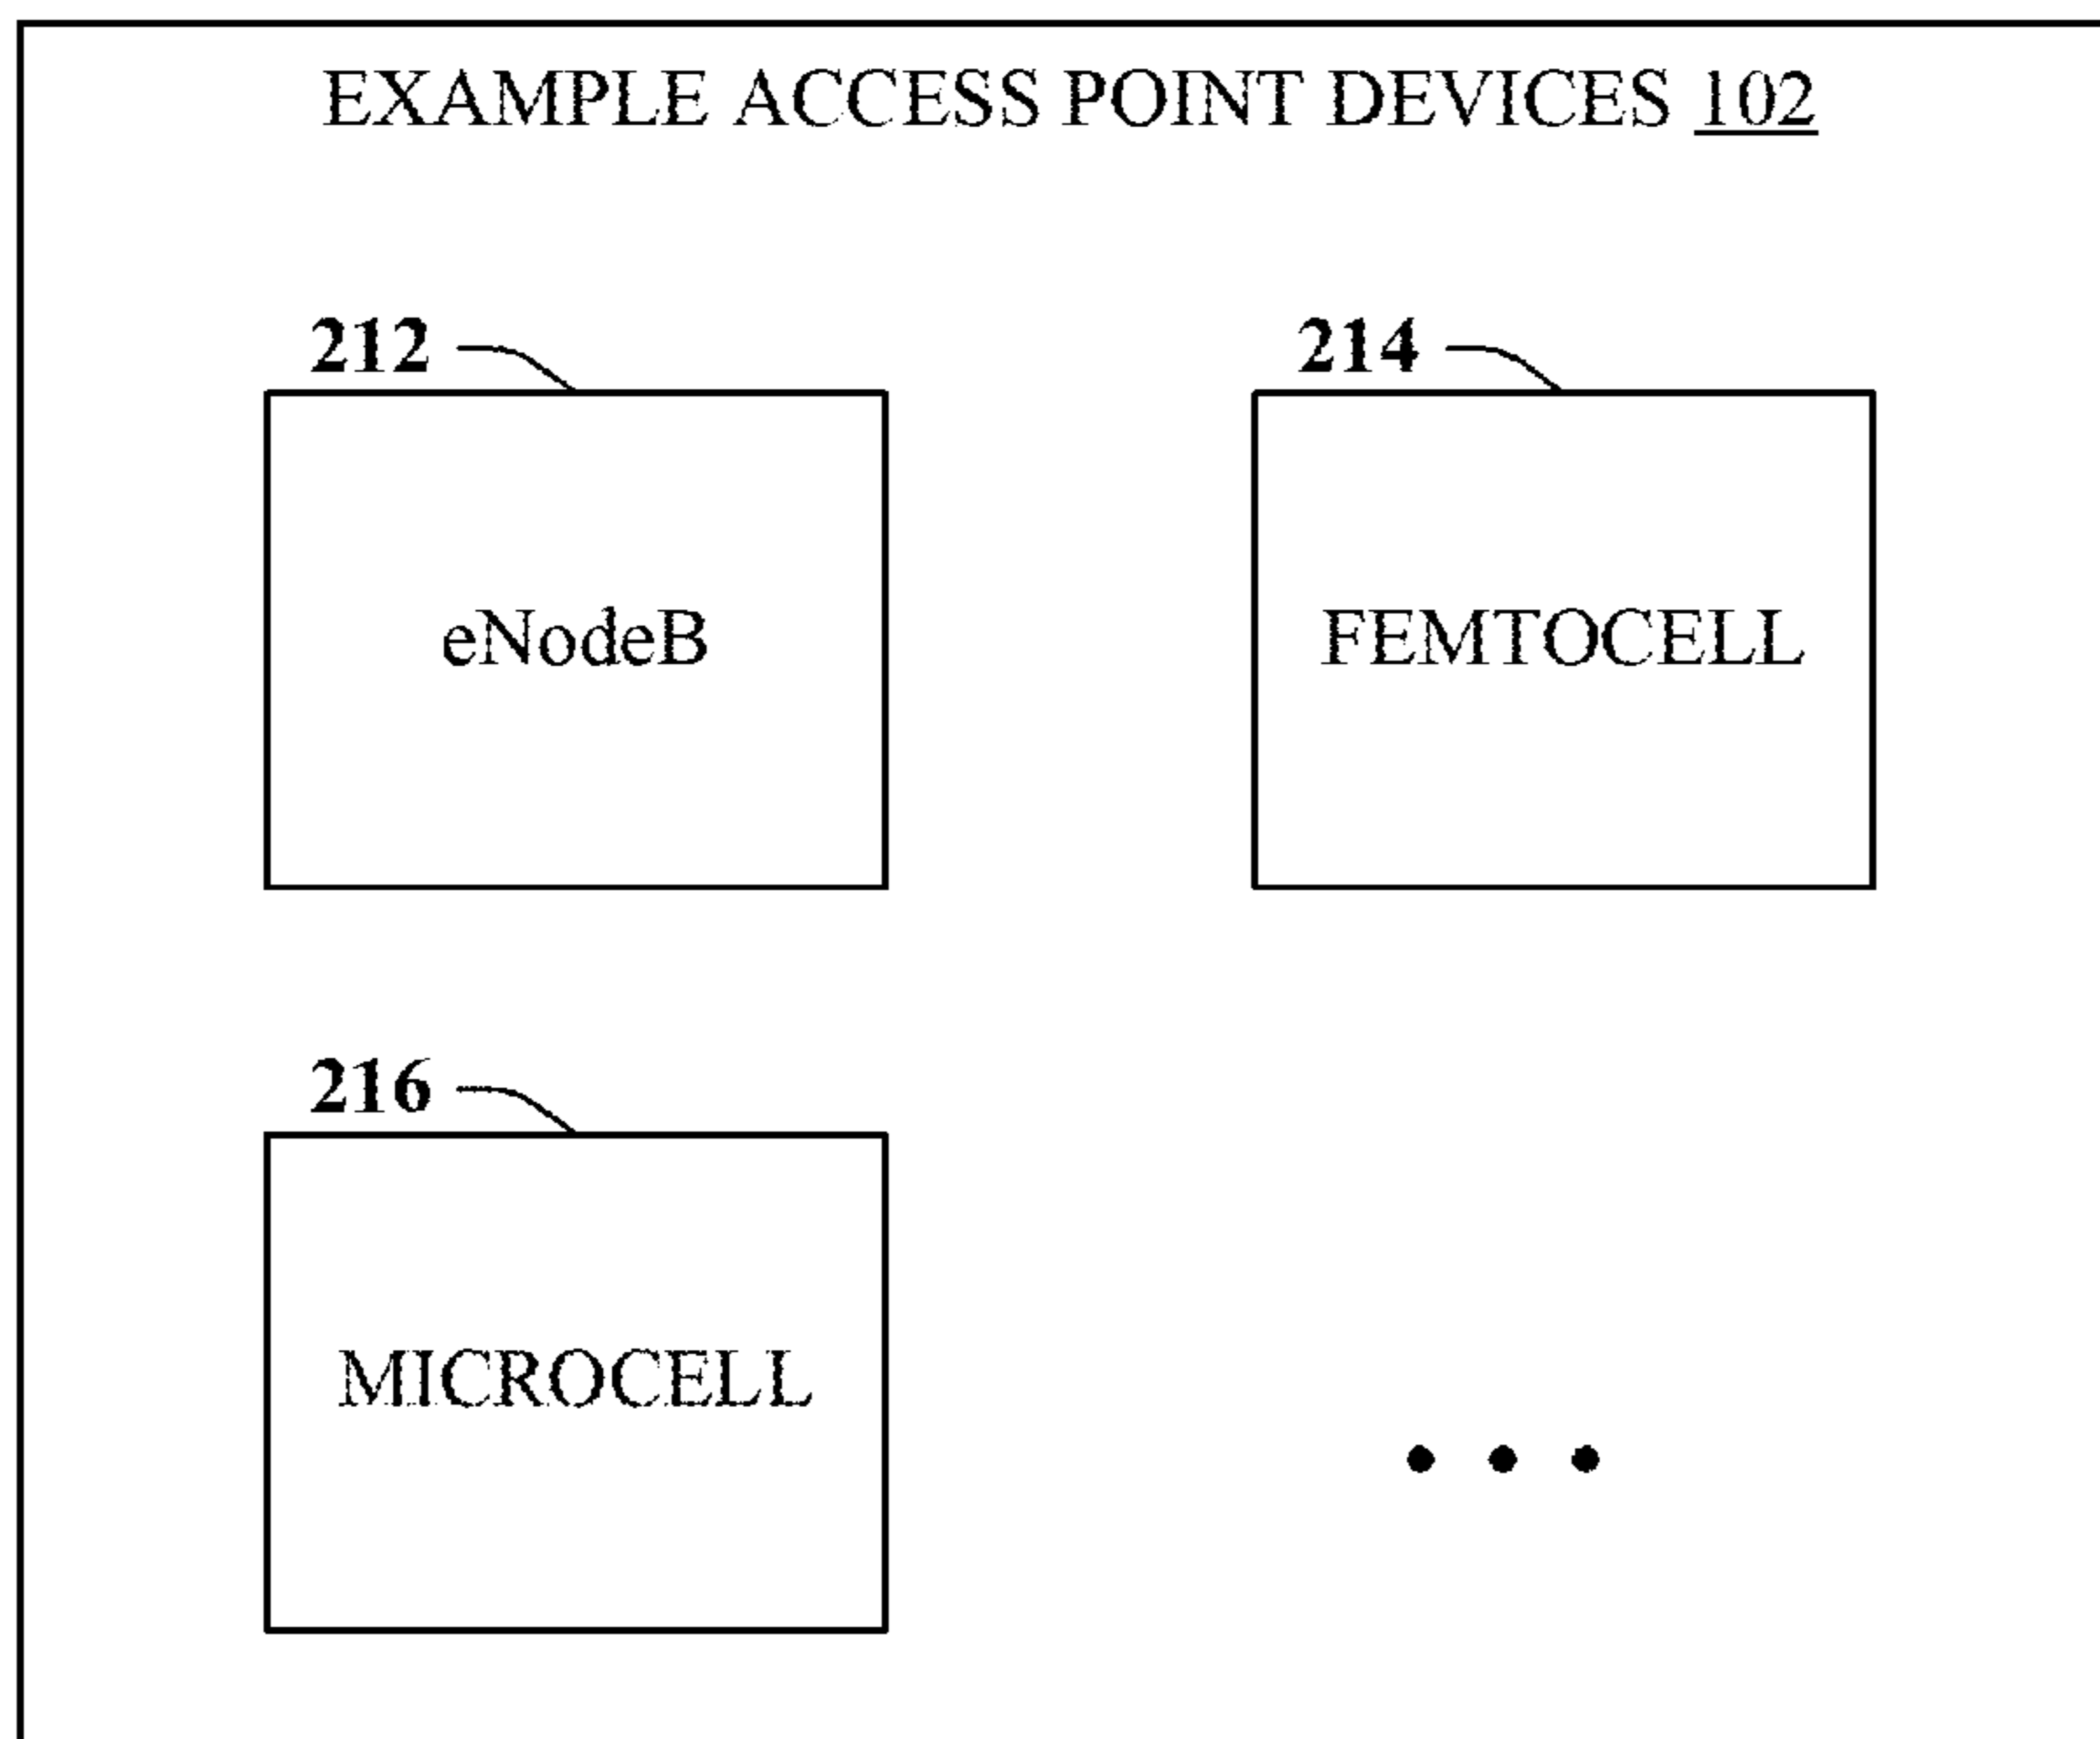 EXAMPLE ACCESS POINT DEVICES 102
212
214
eNodeB
FEMTOCELL
216
MICROCELL